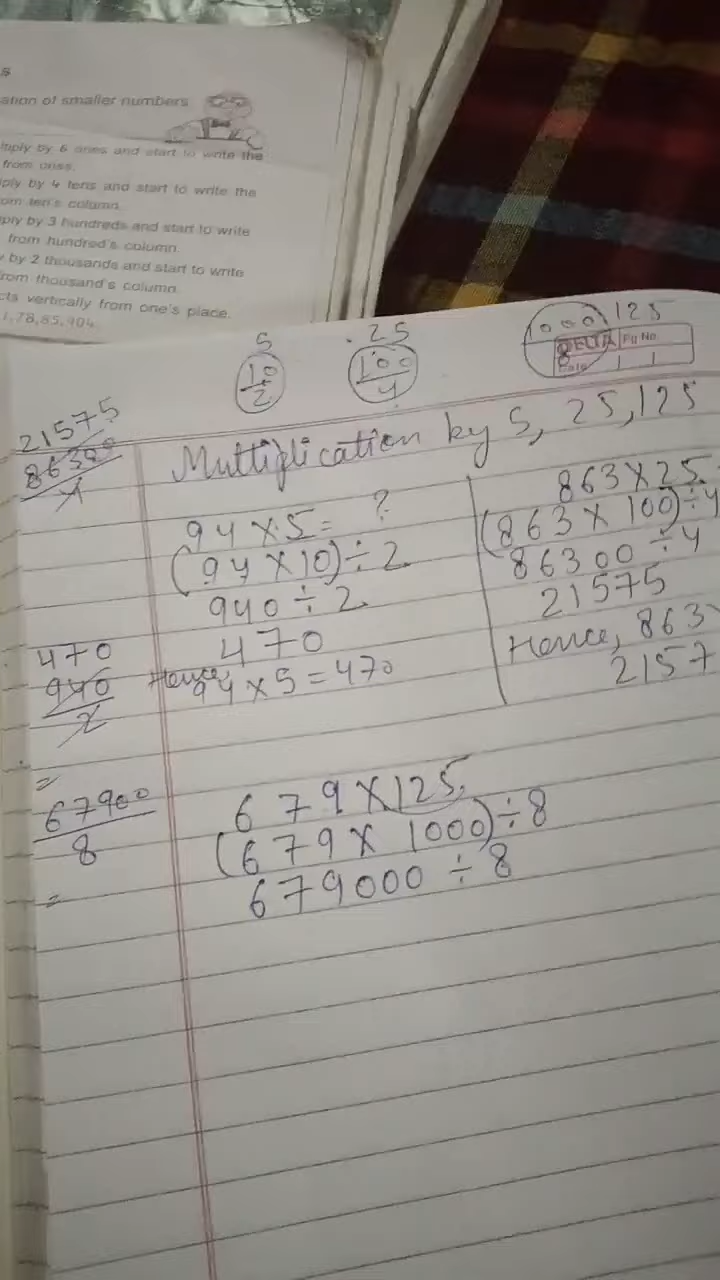 s
ation of smaller numbers
ltiply by 6 ones and start to write the
from ones.
ply by 4 tens and start to write the
om ten's column.
ply by 3 hundreds and start to write
from hundred's column.
by 2 thousands and start to write
from thousand's column.
cts vertically from one's place.
1,78,85,904.
5
10
2
.25
100
4
1000 125
8
DELTA Pg No.
Date
21575
86300
4
Multiplication by 5, 25, 125
94 x 5 = ?
(94 x 10) ÷ 2
940 ÷ 2
470
Hence, 94 x 5 = 470
470
940
2
863 x 25
(863 x 100) ÷ 4
86300 ÷ 4
21575
Hence, 863
2157
=
67900
8
=
679 x 125
(679 x 1000) ÷ 8
679000 ÷ 8